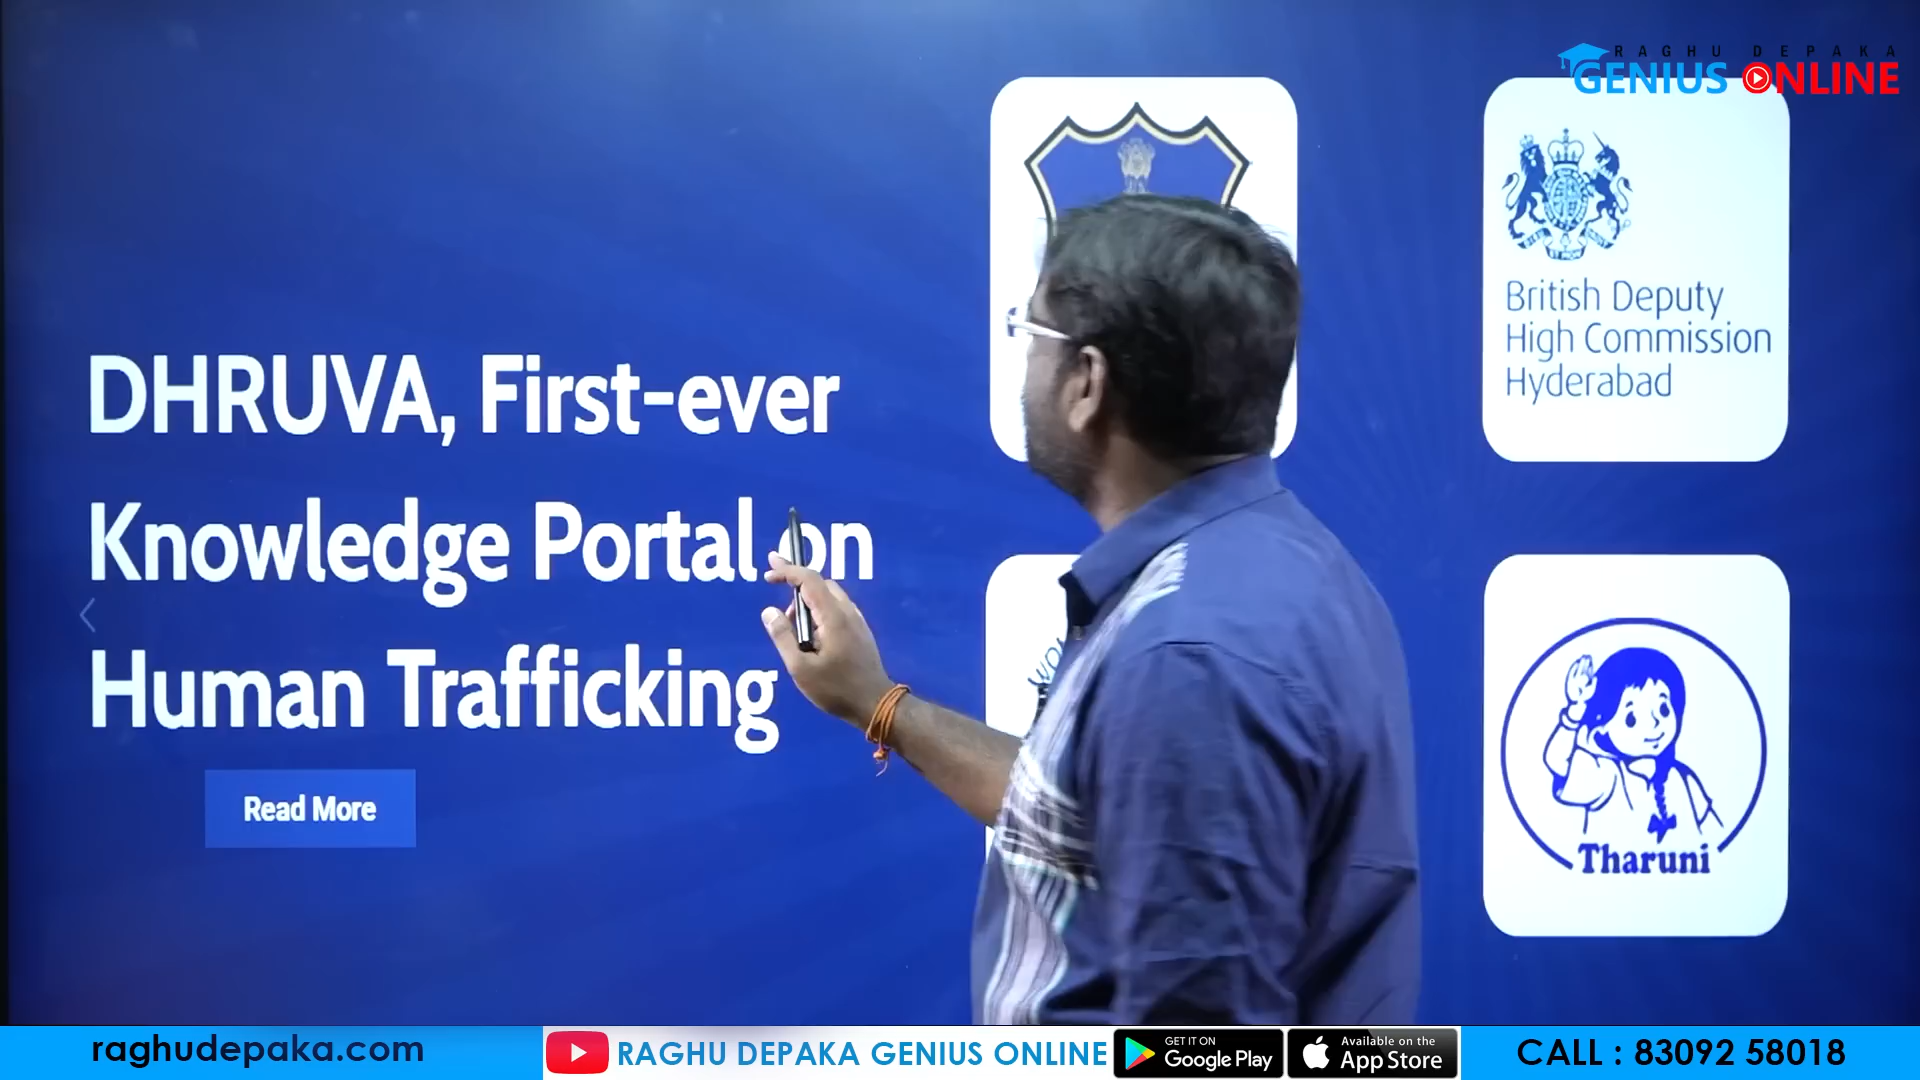 RAGHU DEPAKA
GENIUS ONLINE
British Deputy
High Commission
Hyderabad
DHRUVA, First-ever
Knowledge Portal on
Human Trafficking
Read More
Tharuni
raghudepaka.com
RAGHU DEPAKA GENIUS ONLINE
GET IT ON
Google Play
Available on the
App Store
CALL : 83092 58018